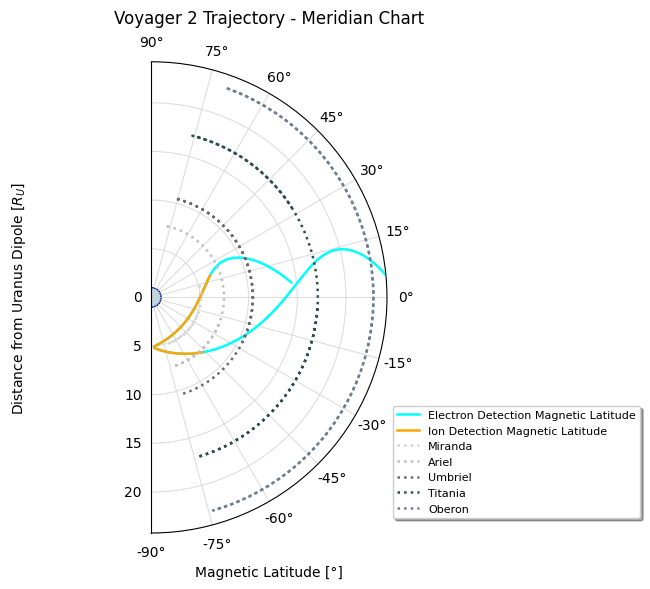 Voyager 2 Trajectory - Meridian Chart
90°
75°
60°
45°
30°
15°
0°
-15°
-30°
-45°
-60°
-75°
-90°
0
5
10
15
20
Distance from Uranus Dipole [R_U]
Magnetic Latitude [°]
Electron Detection Magnetic Latitude
Ion Detection Magnetic Latitude
Miranda
Ariel
Umbriel
Titania
Oberon